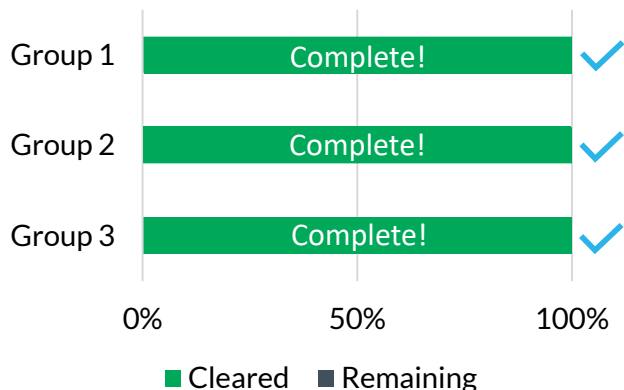 Group 1 Complete!
Group 2 Complete!
Group 3 Complete!
0% 50% 100%
Cleared Remaining